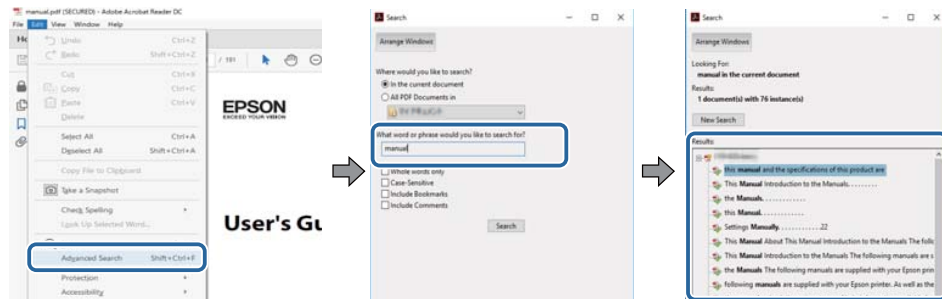 manual.pdf (SECURED) - Adobe Acrobat Reader DC
File Edit View Window Help
Undo Ctrl+Z
Redo Shift+Ctrl+Z
Cut Ctrl+X
Copy Ctrl+C
Paste Ctrl+V
Delete
Select All Ctrl+A
Deselect All Shift+Ctrl+A
Copy File to Clipboard
Take a Snapshot
Check Spelling
Look Up Selected Word...
Advanced Search Shift+Ctrl+F
Protection
Accessibility
/ 191
EPSON
EXCEED YOUR VISION
User's Gu
Search
Arrange Windows
Where would you like to search?
In the current document
All PDF Documents in
What word or phrase would you like to search for?
manual
Whole words only
Case-Sensitive
Include Bookmarks
Include Comments
Search
Search
Arrange Windows
Looking For:
manual in the current document
Results:
1 document(s) with 76 instance(s)
New Search
Results:
this manual and the specifications of this product are
This Manual Introduction to the Manuals.........
the Manuals.............
this Manual.............
Settings Manually.............22
This Manual About This Manual Introduction to the Manuals The follo
This Manual Introduction to the Manuals The following manuals are s
the Manuals The following manuals are supplied with your Epson prin
following manuals are supplied with your Epson printer. As well as the